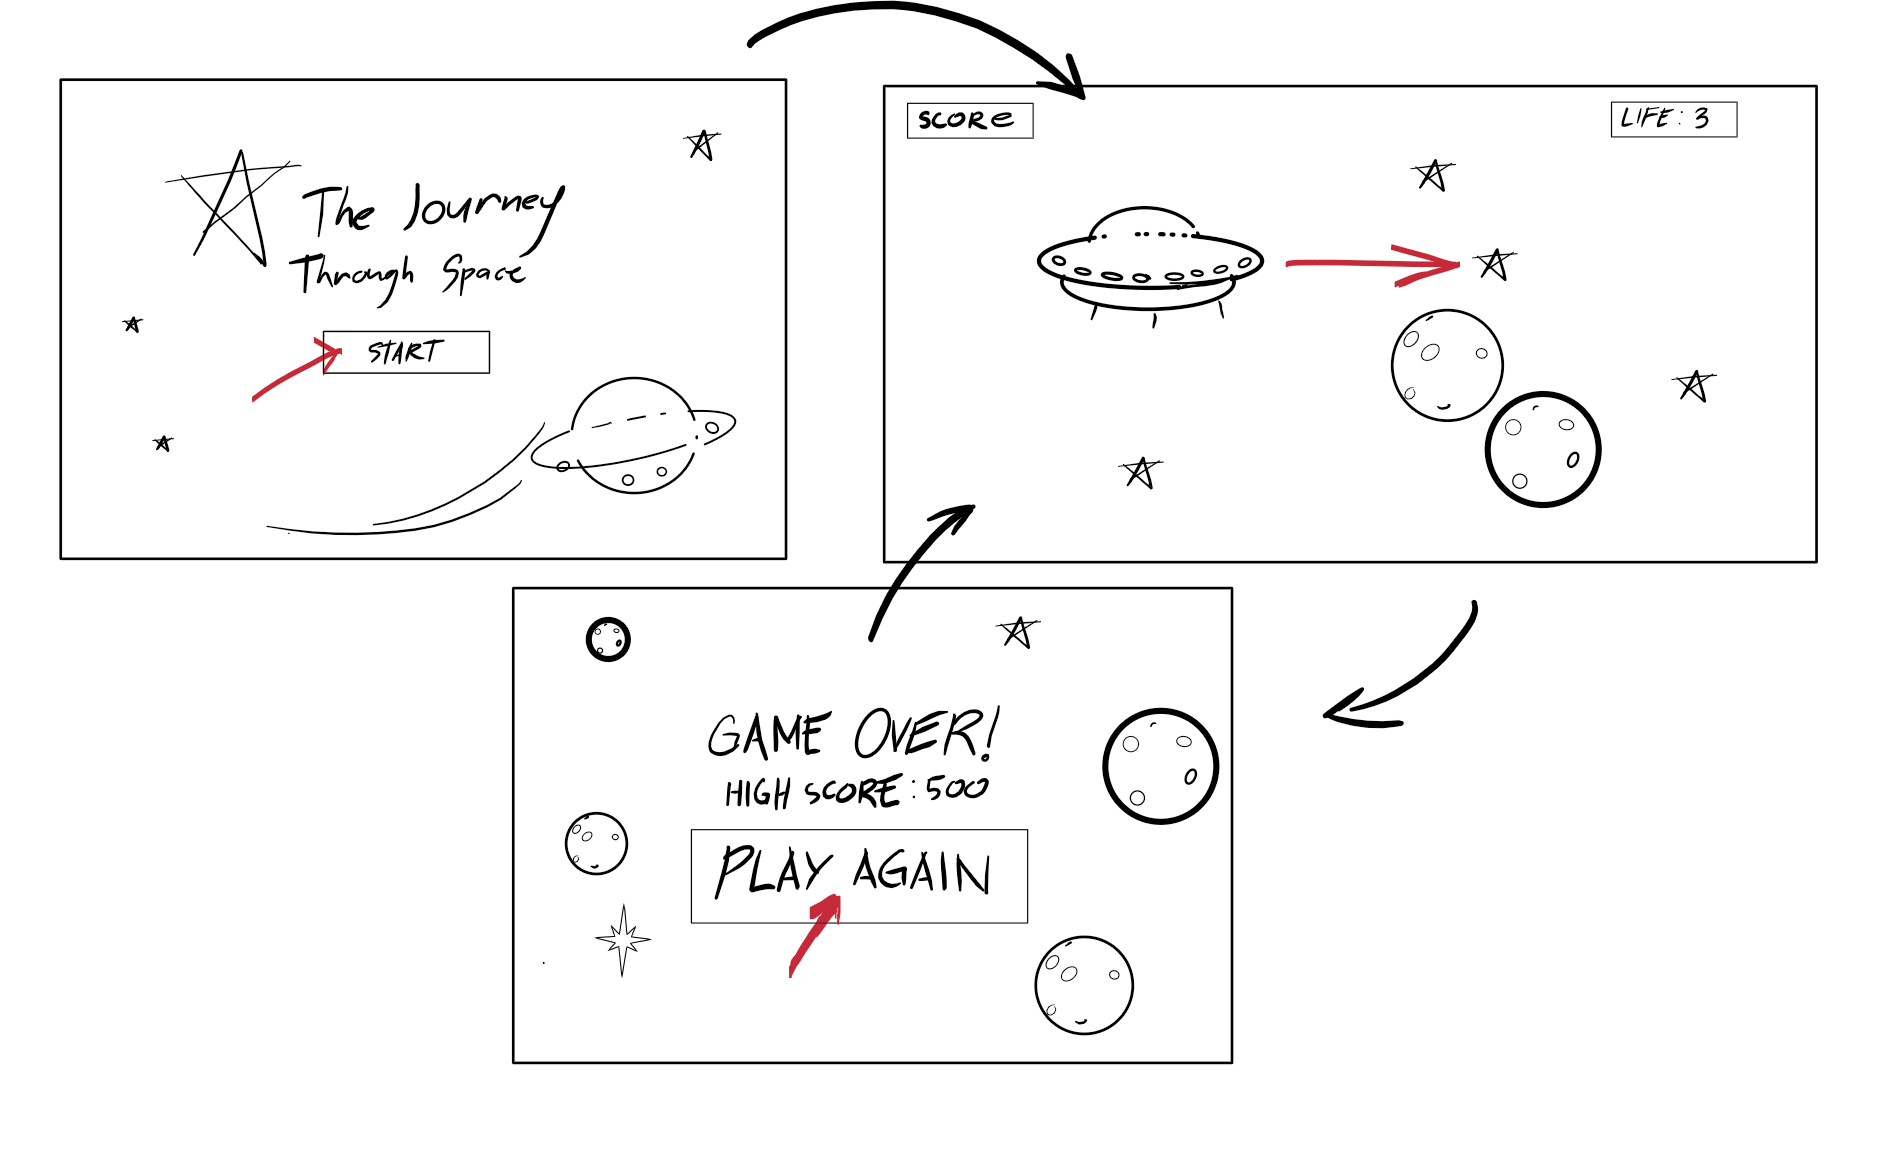 The Journey
Through Space
START
SCORE
LIFE: 3
GAME OVER!
HIGH SCORE: 500
PLAY AGAIN